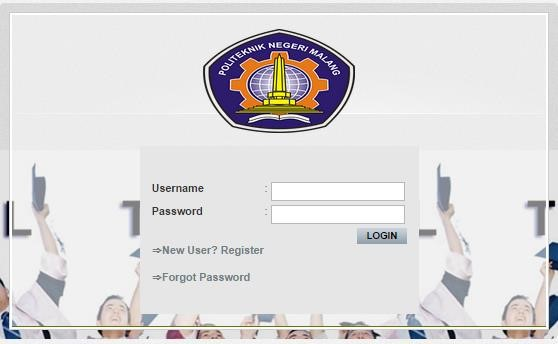 POLITEKNIK NEGERI MALANG
Username :
Password :
LOGIN
⇒New User? Register
⇒Forgot Password
L T T